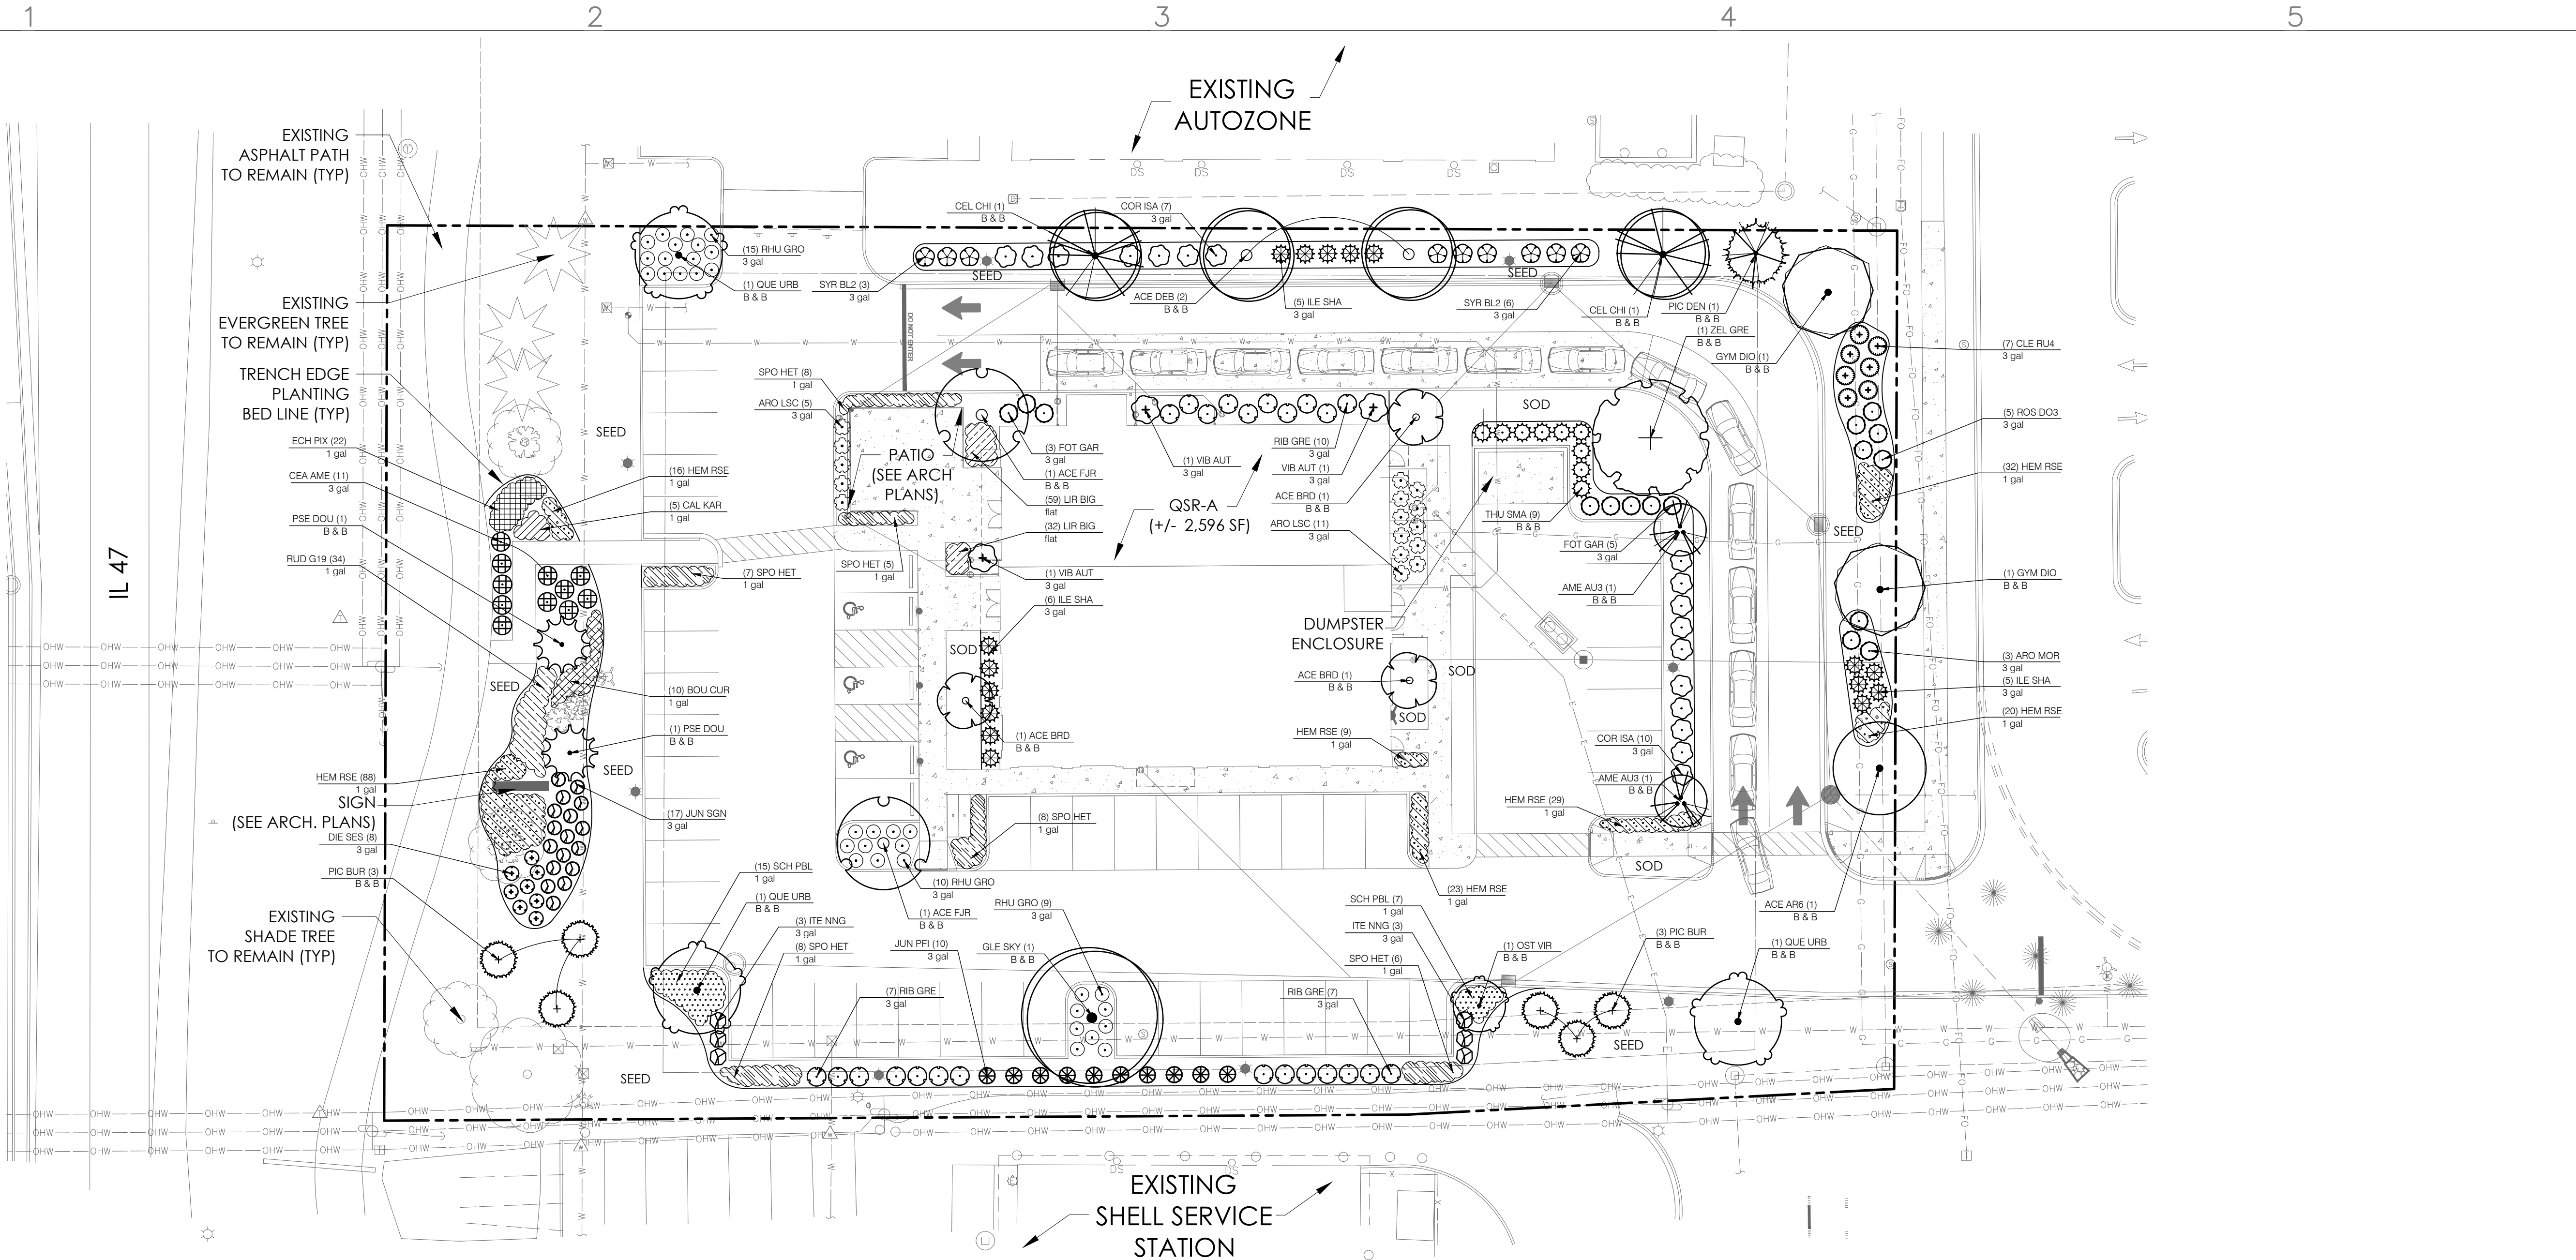 1
2
3
4
5
EXISTING
AUTOZONE
EXISTING
ASPHALT PATH
TO REMAIN (TYP)
EXISTING
EVERGREEN TREE
TO REMAIN (TYP)
TRENCH EDGE
PLANTING
BED LINE (TYP)
ECH PIX (22)
1 gal
CEA AME (11)
3 gal
PSE DOU (1)
B & B
RUD G19 (34)
1 gal
IL 47
HEM RSE (88)
1 gal
SIGN
(SEE ARCH. PLANS)
DIE SES (8)
3 gal
PIC BUR (3)
B & B
EXISTING
SHADE TREE
TO REMAIN (TYP)
(15) RHU GRO
3 gal
(1) QUE URB
B & B
SEED
(16) HEM RSE
1 gal
(5) CAL KAR
1 gal
(7) SPO HET
1 gal
SEED
(10) BOU CUR
1 gal
(1) PSE DOU
B & B
SEED
(17) JUN SGN
3 gal
(15) SCH PBL
1 gal
(1) QUE URB
B & B
(3) ITE NNG
3 gal
(8) SPO HET
1 gal
SEED
CEL CHI (1)
B & B
COR ISA (7)
3 gal
SEED
SYR BL2 (3)
3 gal
ACE DEB (2)
B & B
(5) ILE SHA
3 gal
SYR BL2 (6)
3 gal
SEED
CEL CHI (1)
B & B
PIC DEN (1)
B & B
(1) ZEL GRE
B & B
GYM DIO (1)
B & B
DO NOT ENTER
SPO HET (8)
1 gal
ARO LSC (5)
3 gal
PATIO
(SEE ARCH
PLANS)
SPO HET (5)
1 gal
(3) FOT GAR
3 gal
(1) ACE FJR
B & B
(59) LIR BIG
flat
(32) LIR BIG
flat
(1) VIB AUT
3 gal
(6) ILE SHA
3 gal
SOD
(1) ACE BRD
B & B
(1) VIB AUT
3 gal
QSR-A
(+/- 2,596 SF)
RIB GRE (10)
3 gal
VIB AUT (1)
3 gal
ACE BRD (1)
B & B
ARO LSC (11)
3 gal
SOD
THU SMA (9)
B & B
FOT GAR (5)
3 gal
AME AU3 (1)
B & B
DUMPSTER
ENCLOSURE
ACE BRD (1)
B & B
SOD
SOD
HEM RSE (9)
1 gal
COR ISA (10)
3 gal
AME AU3 (1)
B & B
HEM RSE (29)
1 gal
SOD
(8) SPO HET
1 gal
(10) RHU GRO
3 gal
(1) ACE FJR
B & B
RHU GRO (9)
3 gal
JUN PFI (10)
3 gal
GLE SKY (1)
B & B
(7) RIB GRE
3 gal
(23) HEM RSE
1 gal
SCH PBL (7)
1 gal
ITE NNG (3)
3 gal
SPO HET (6)
1 gal
RIB GRE (7)
3 gal
(1) OST VIR
B & B
(3) PIC BUR
B & B
ACE AR6 (1)
B & B
(1) QUE URB
B & B
SEED
(7) CLE RU4
3 gal
(5) ROS DO3
3 gal
(32) HEM RSE
1 gal
SEED
(1) GYM DIO
B & B
(3) ARO MOR
3 gal
(5) ILE SHA
3 gal
(20) HEM RSE
1 gal
EXISTING
SHELL SERVICE
STATION